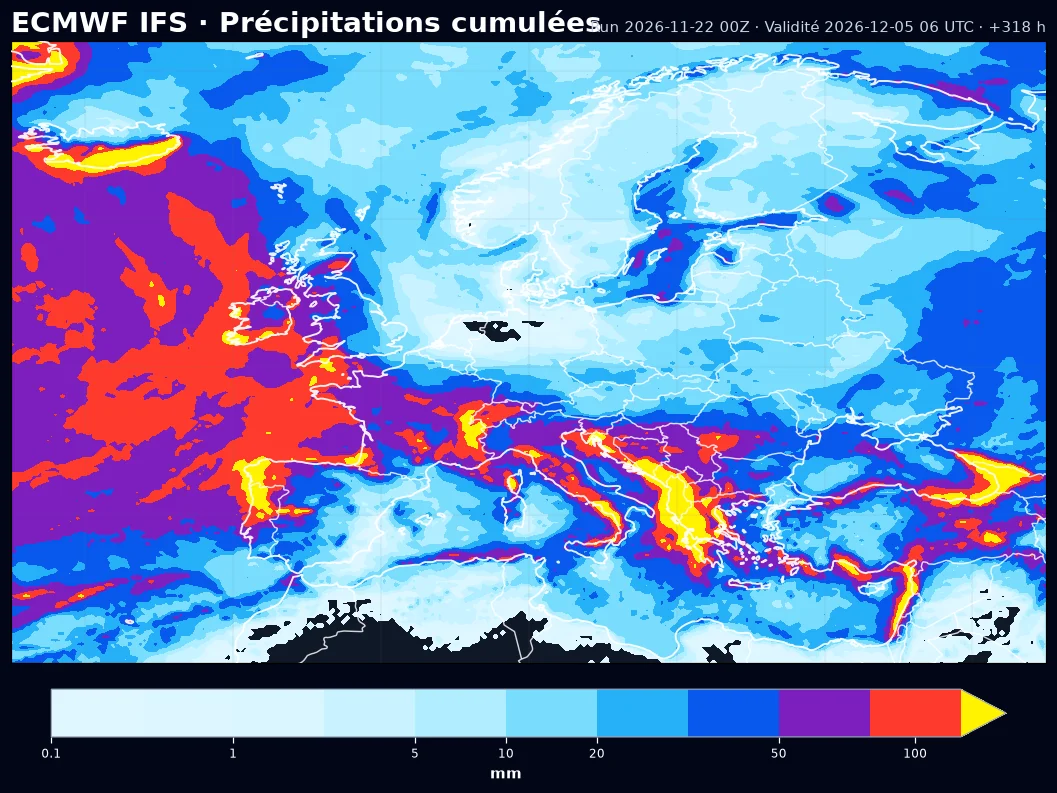 ECMWF IFS · Précipitations cumulées
Run 2026-11-22 00Z · Validité 2026-12-05 06 UTC · +318 h
0.1 1 5 10 20 50 100
mm